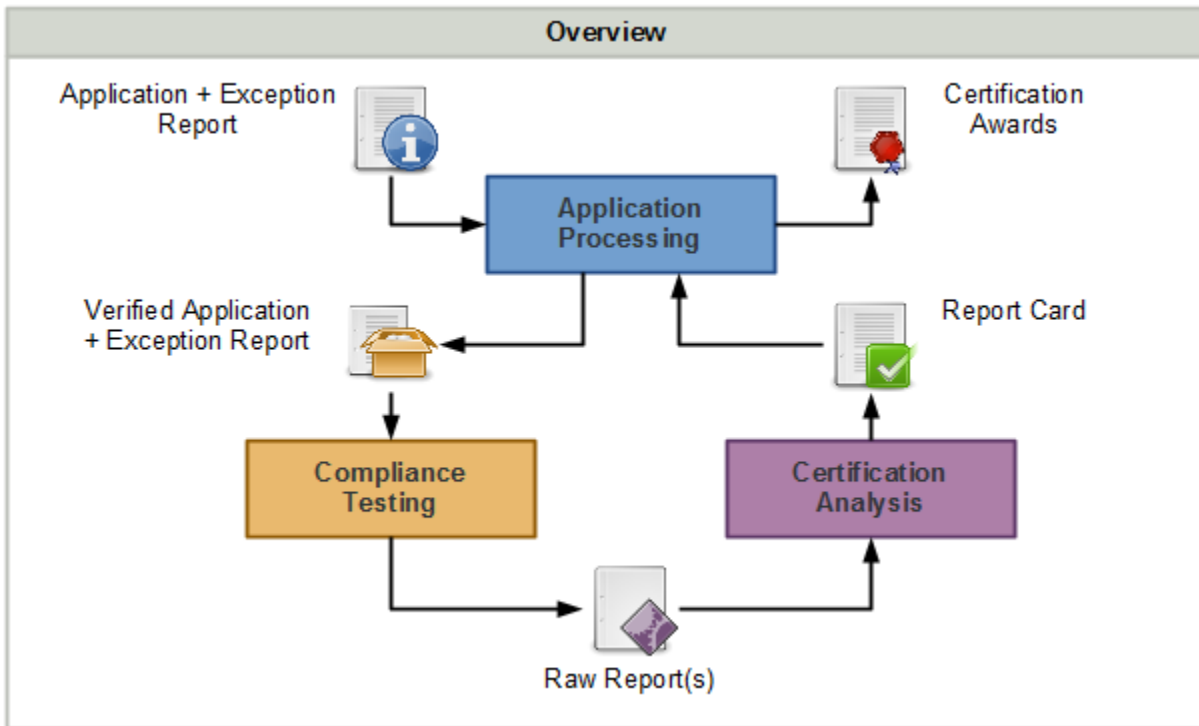 Overview
Application + Exception
Report
Certification
Awards
Application
Processing
Verified Application
+ Exception Report
Report Card
Compliance
Testing
Certification
Analysis
Raw Report(s)